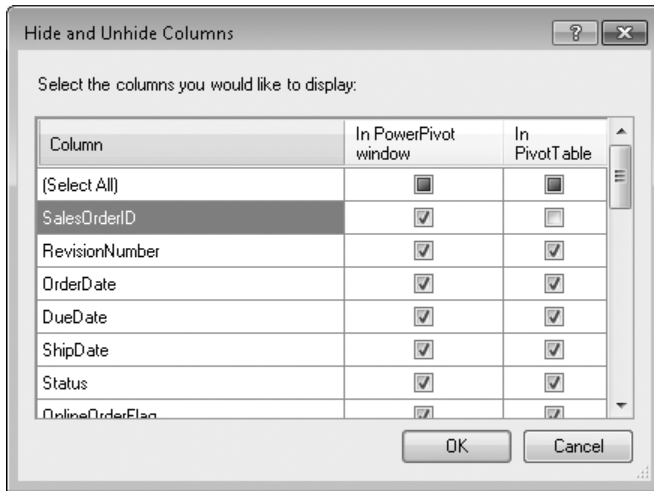 Hide and Unhide Columns
Select the columns you would like to display:
Column
In PowerPivot
window
In
PivotTable
(Select All)
SalesOrderID
RevisionNumber
OrderDate
DueDate
ShipDate
Status
OnlineOrderFlag
OK
Cancel